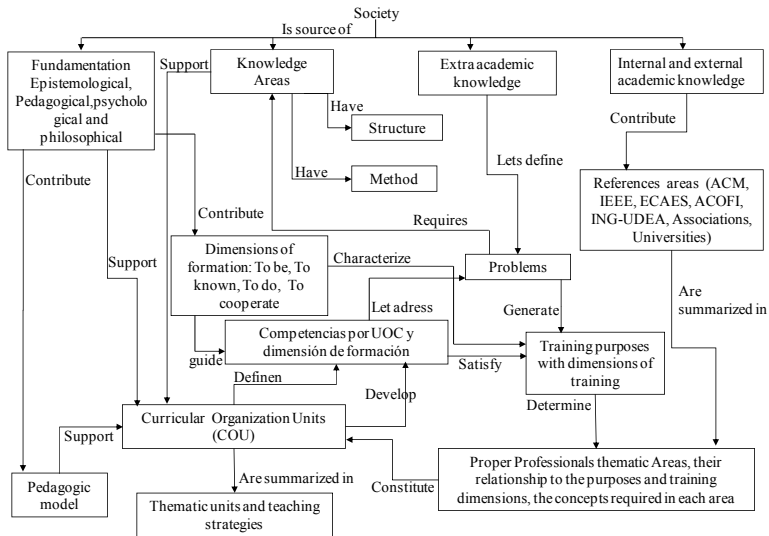 Society
Is source of
Fundamentation
Epistemological,
Pedagogical,psycholo
gical and
philosophical
Support
Knowledge
Areas
Extra academic
knowledge
Internal and external
academic knowledge
Have
Structure
Contribute
Have
Method
Lets define
Contribute
References areas (ACM,
IEEE, ECAES, ACOFI,
ING-UDEA, Associations,
Universities)
Contribute
Requires
Dimensions of
formation: To be, To
known, To do, To
cooperate
Characterize
Problems
Support
Let adress
Generate
Are
summarized in
guide
Competencias por UOC y
dimensión de formación
Satisfy
Training purposes
with dimensions of
training
Definen
Develop
Determine
Support
Curricular Organization Units
(COU)
Constitute
Proper Professionals thematic Areas, their
relationship to the purposes and training
dimensions, the concepts required in each area
Pedagogic
model
Are summarized in
Thematic units and teaching
strategies